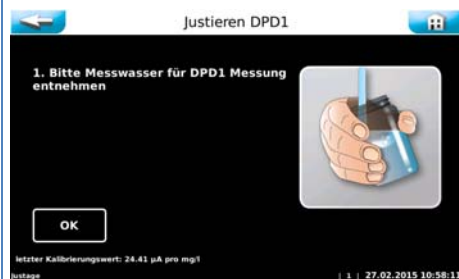 Justieren DPD1
1. Bitte Messwasser für DPD1 Messung
entnehmen
OK
letzter Kalibrierungswert: 24.41 µA pro mg/l
Justage | 1 | 27.02.2015 10:58:11